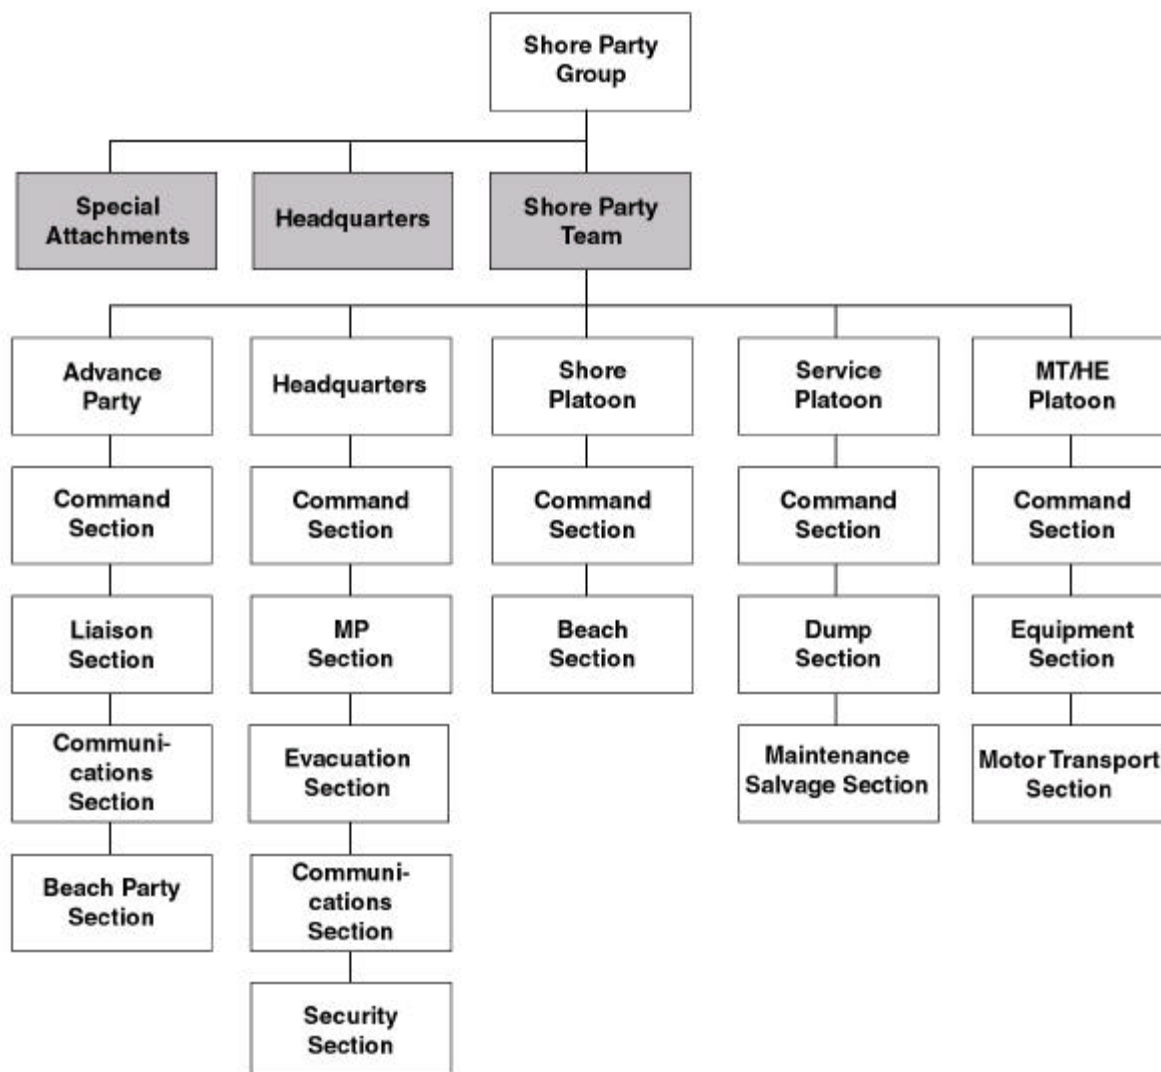 Shore Party
Group
Special
Attachments
Headquarters
Shore Party
Team
Advance
Party
Headquarters
Shore
Platoon
Service
Platoon
MT/HE
Platoon
Command
Section
Command
Section
Command
Section
Command
Section
Command
Section
Liaison
Section
MP
Section
Beach
Section
Dump
Section
Equipment
Section
Communi-
cations
Section
Evacuation
Section
Maintenance
Salvage Section
Motor Transport
Section
Beach Party
Section
Communi-
cations
Section
Security
Section